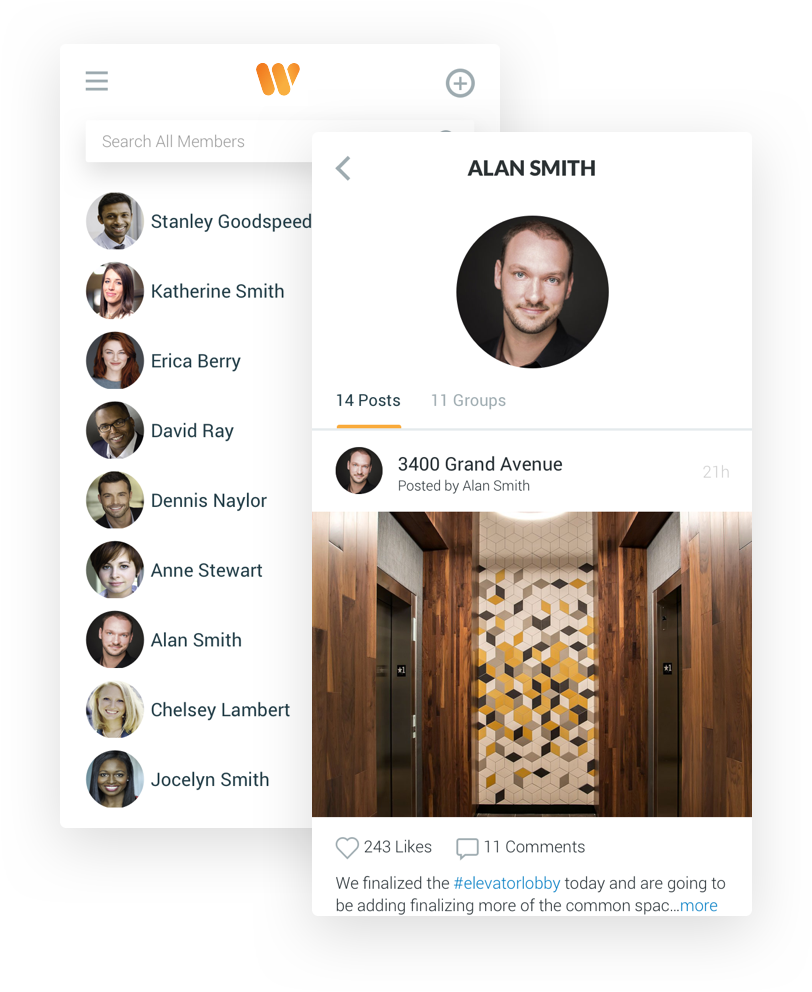 Search All Members
Stanley Goodspeed
Katherine Smith
Erica Berry
David Ray
Dennis Naylor
Anne Stewart
Alan Smith
Chelsey Lambert
Jocelyn Smith
ALAN SMITH
14 Posts 11 Groups
3400 Grand Avenue
21h
Posted by Alan Smith
★1
★1
243 Likes 11 Comments
We finalized the #elevatorlobby today and are going to
be adding finalizing more of the common spac...more